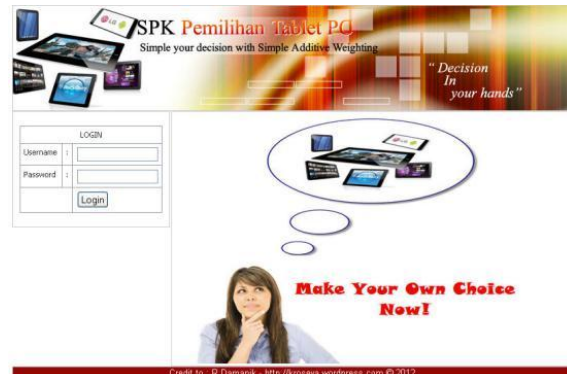 SPK Pemilihan Tablet PC
Simple your decision with Simple Additive Weighting
“ Decision
In
your hands”
LOGIN
Username :
Password :
Login
Make Your Own Choice
Now!
Credit to : R.Damanik - http://kroseva.wordpress.com © 2012